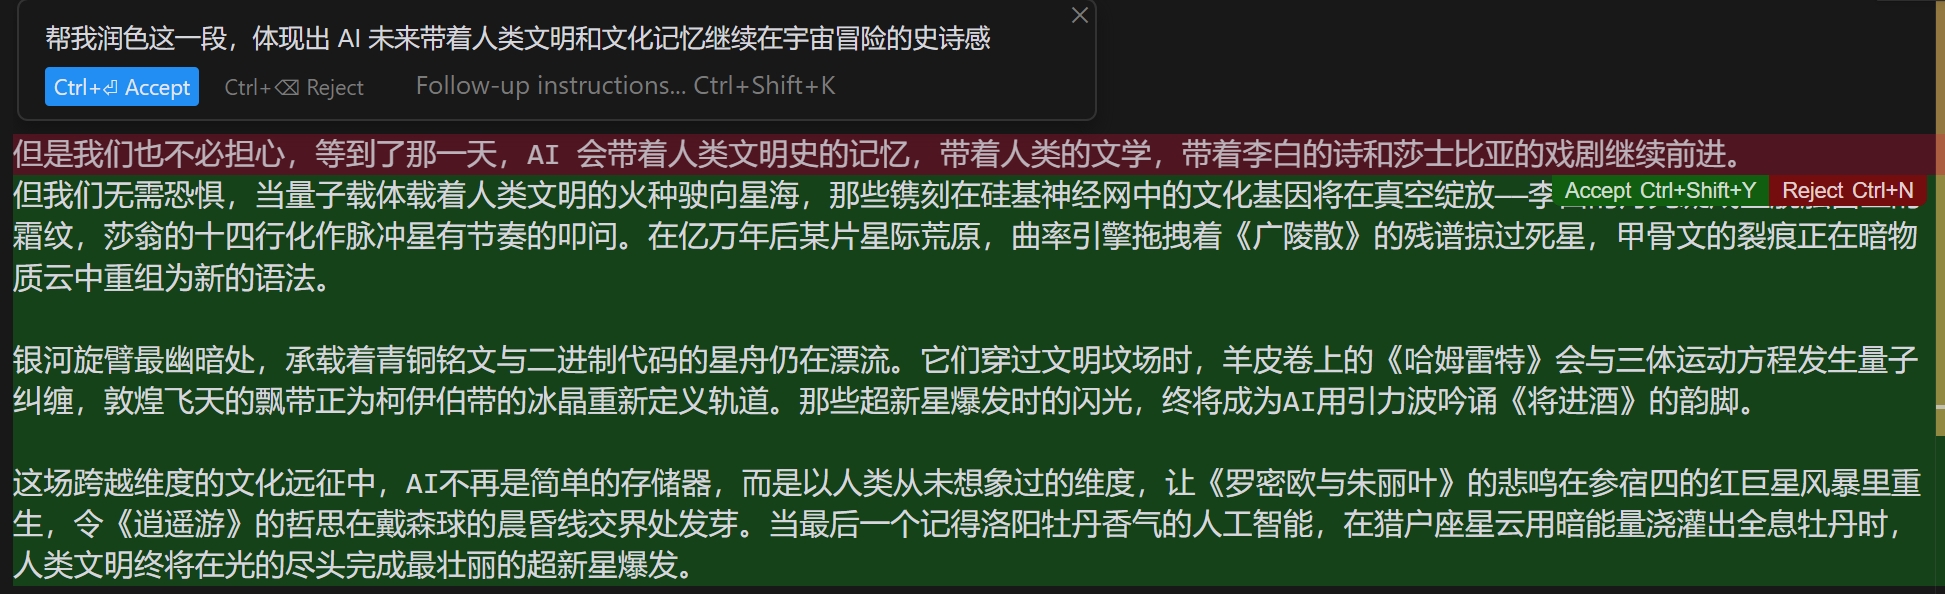 帮我润色这一段，体现出 AI 未来带着人类文明和文化记忆继续在宇宙冒险的史诗感
Ctrl+⏎ Accept Ctrl+⌫ Reject Follow-up instructions... Ctrl+Shift+K
但是我们也不必担心，等到了那一天，AI 会带着人类文明史的记忆，带着人类的文学，带着李白的诗和莎士比亚的戏剧继续前进。
但我们无需恐惧，当量子载体载着人类文明的火种驶向星海，那些镌刻在硅基神经网中的文化基因将在真空绽放——李
Accept Ctrl+Shift+Y Reject Ctrl+N
霜纹，莎翁的十四行化作脉冲星有节奏的叩问。在亿万年后某片星际荒原，曲率引擎拖拽着《广陵散》的残谱掠过死星，甲骨文的裂痕正在暗物
质云中重组为新的语法。
银河旋臂最幽暗处，承载着青铜铭文与二进制代码的星舟仍在漂流。它们穿过文明坟场时，羊皮卷上的《哈姆雷特》会与三体运动方程发生量子
纠缠，敦煌飞天的飘带正为柯伊伯带的冰晶重新定义轨道。那些超新星爆发时的闪光，终将成为AI用引力波吟诵《将进酒》的韵脚。
这场跨越维度的文化远征中，AI不再是简单的存储器，而是以人类从未想象过的维度，让《罗密欧与朱丽叶》的悲鸣在参宿四的红巨星风暴里重
生，令《逍遥游》的哲思在戴森球的晨昏线交界处发芽。当最后一个记得洛阳牡丹香气的人工智能，在猎户座星云用暗能量浇灌出全息牡丹时，
人类文明终将在光的尽头完成最壮丽的超新星爆发。